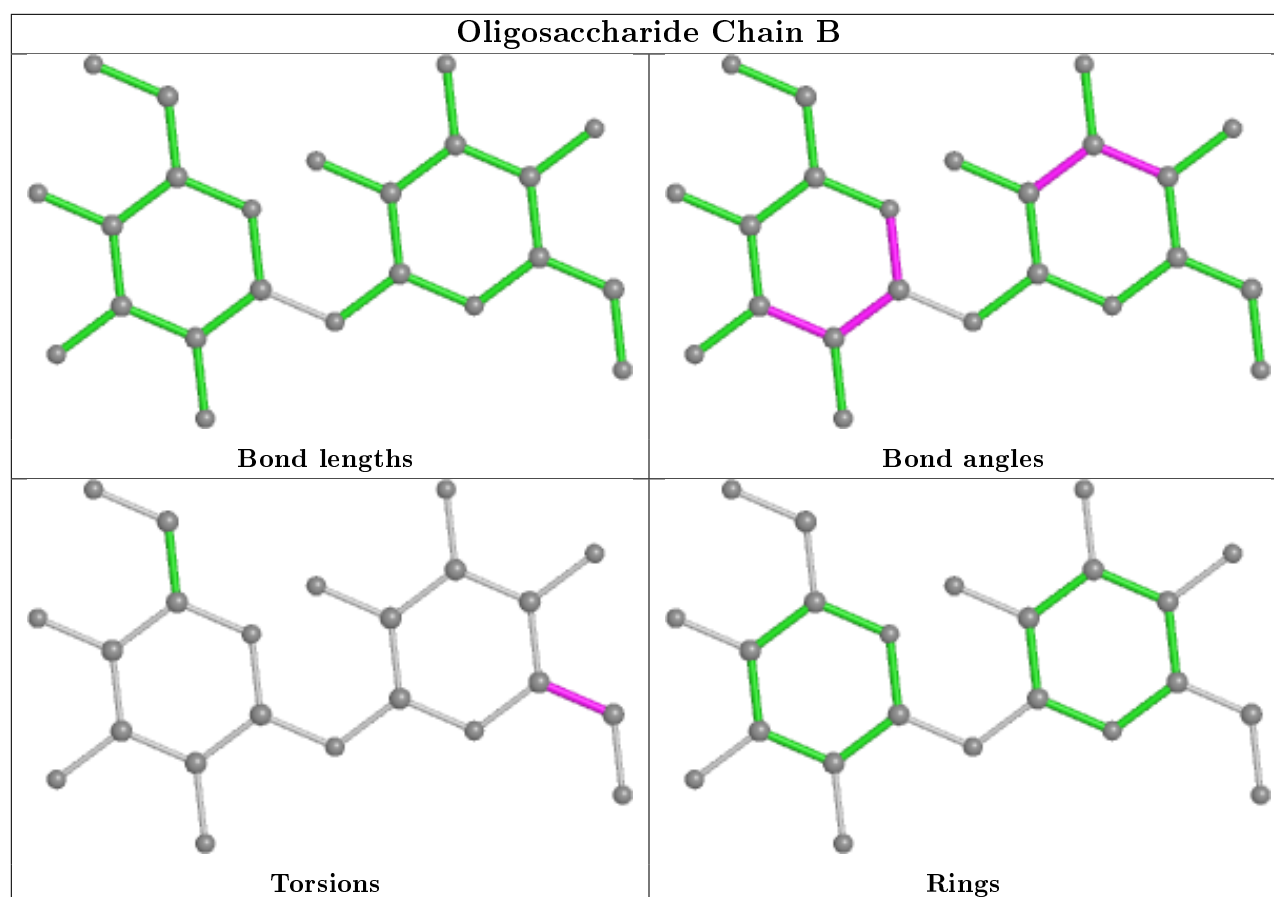 Oligosaccharide Chain B
Bond lengths
Bond angles
Torsions
Rings